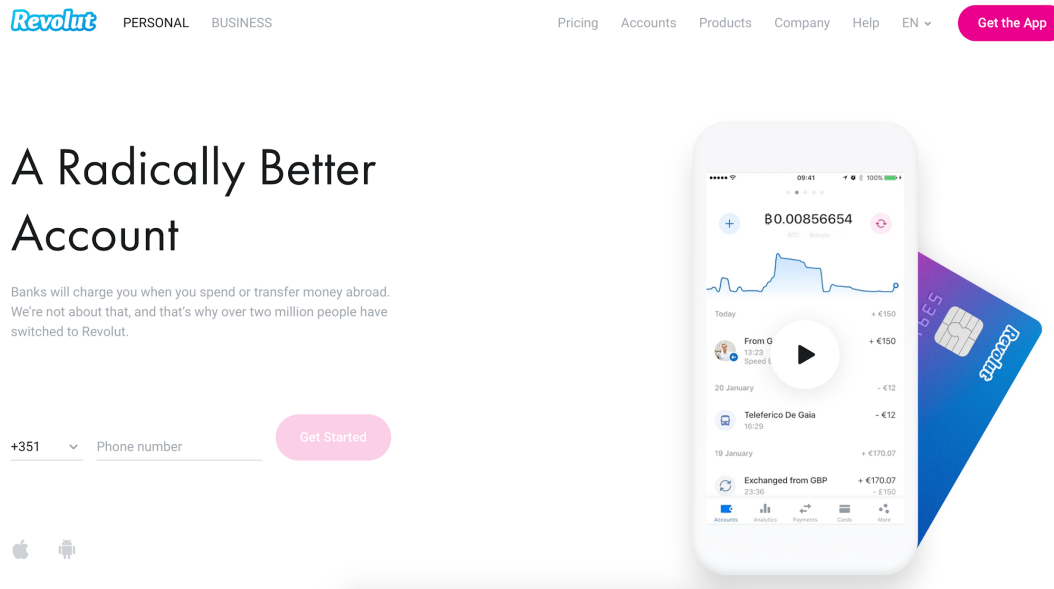 Revolut
PERSONAL BUSINESS Pricing Accounts Products Company Help EN Get the App
A Radically Better
Account
Banks will charge you when you spend or transfer money abroad.
We're not about that, and that's why over two million people have
switched to Revolut.
+351 Phone number Get Started
09:41 100%
฿0.00856654
BTC - Bitcoin
Today + €150
From G + €150
13:23
Speed
20 January - €12
Teleferico De Gaia - €12
16:29
19 January + €170.07
Exchanged from GBP + €170.07
23:36 - £150
Accounts Analytics Payments Cards More
Revolut